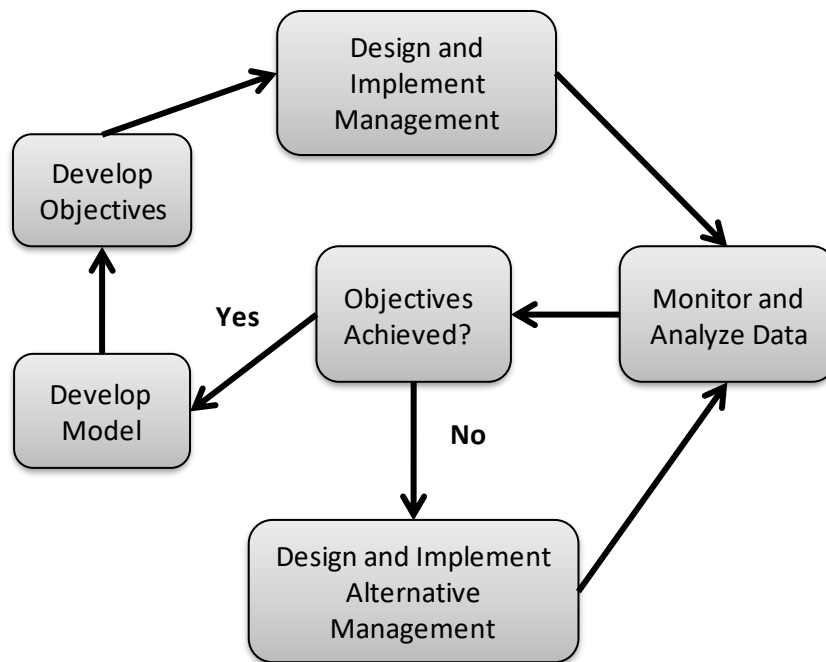 Design and
Implement
Management
Develop
Objectives
Yes
Objectives
Achieved?
Monitor and
Analyze Data
Develop
Model
No
Design and Implement
Alternative
Management